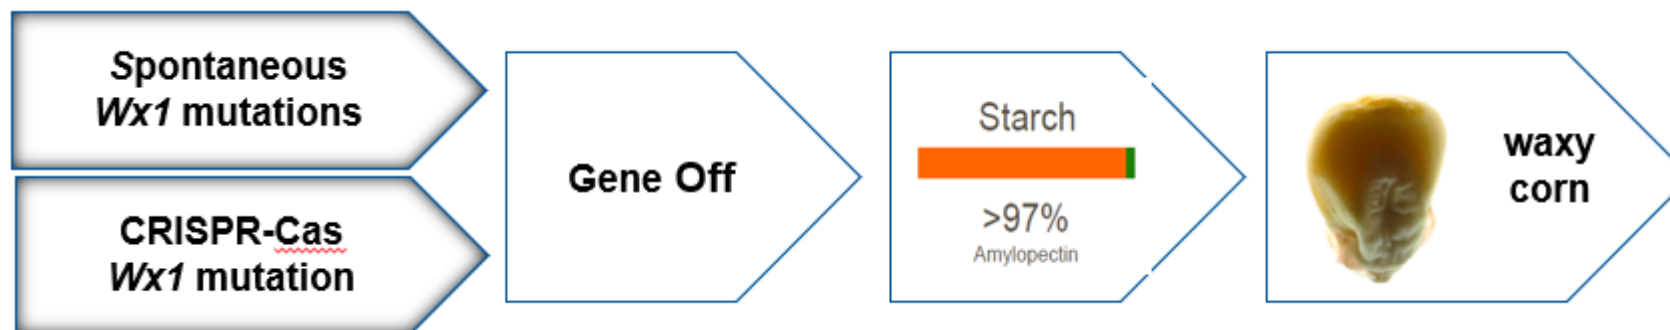 Spontaneous
Wx1 mutations
CRISPR-Cas
Wx1 mutation
Gene Off
Starch
>97%
Amylopectin
waxy
corn